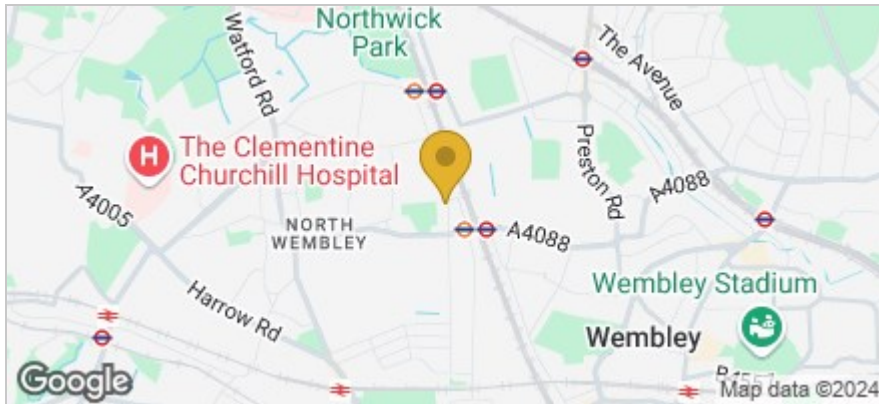 Northwick
Park
Watford Rd
The Avenue
H
The Clementine
Churchill Hospital
Preston Rd
A4005
A4088
NORTH
WEMBLEY
A4088
Harrow Rd
Wembley Stadium
Wembley
Google
Map data ©2024